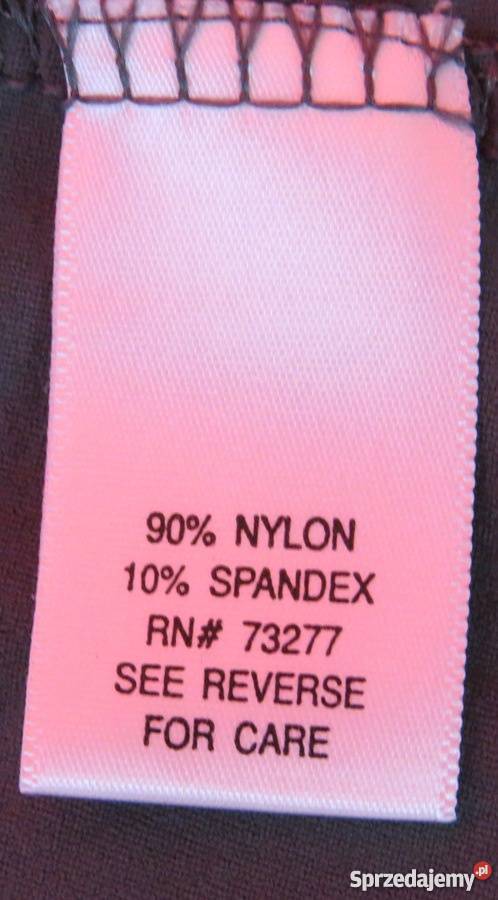 90% NYLON
10% SPANDEX
RN# 73277
SEE REVERSE
FOR CARE
Sprzedajemy.pl